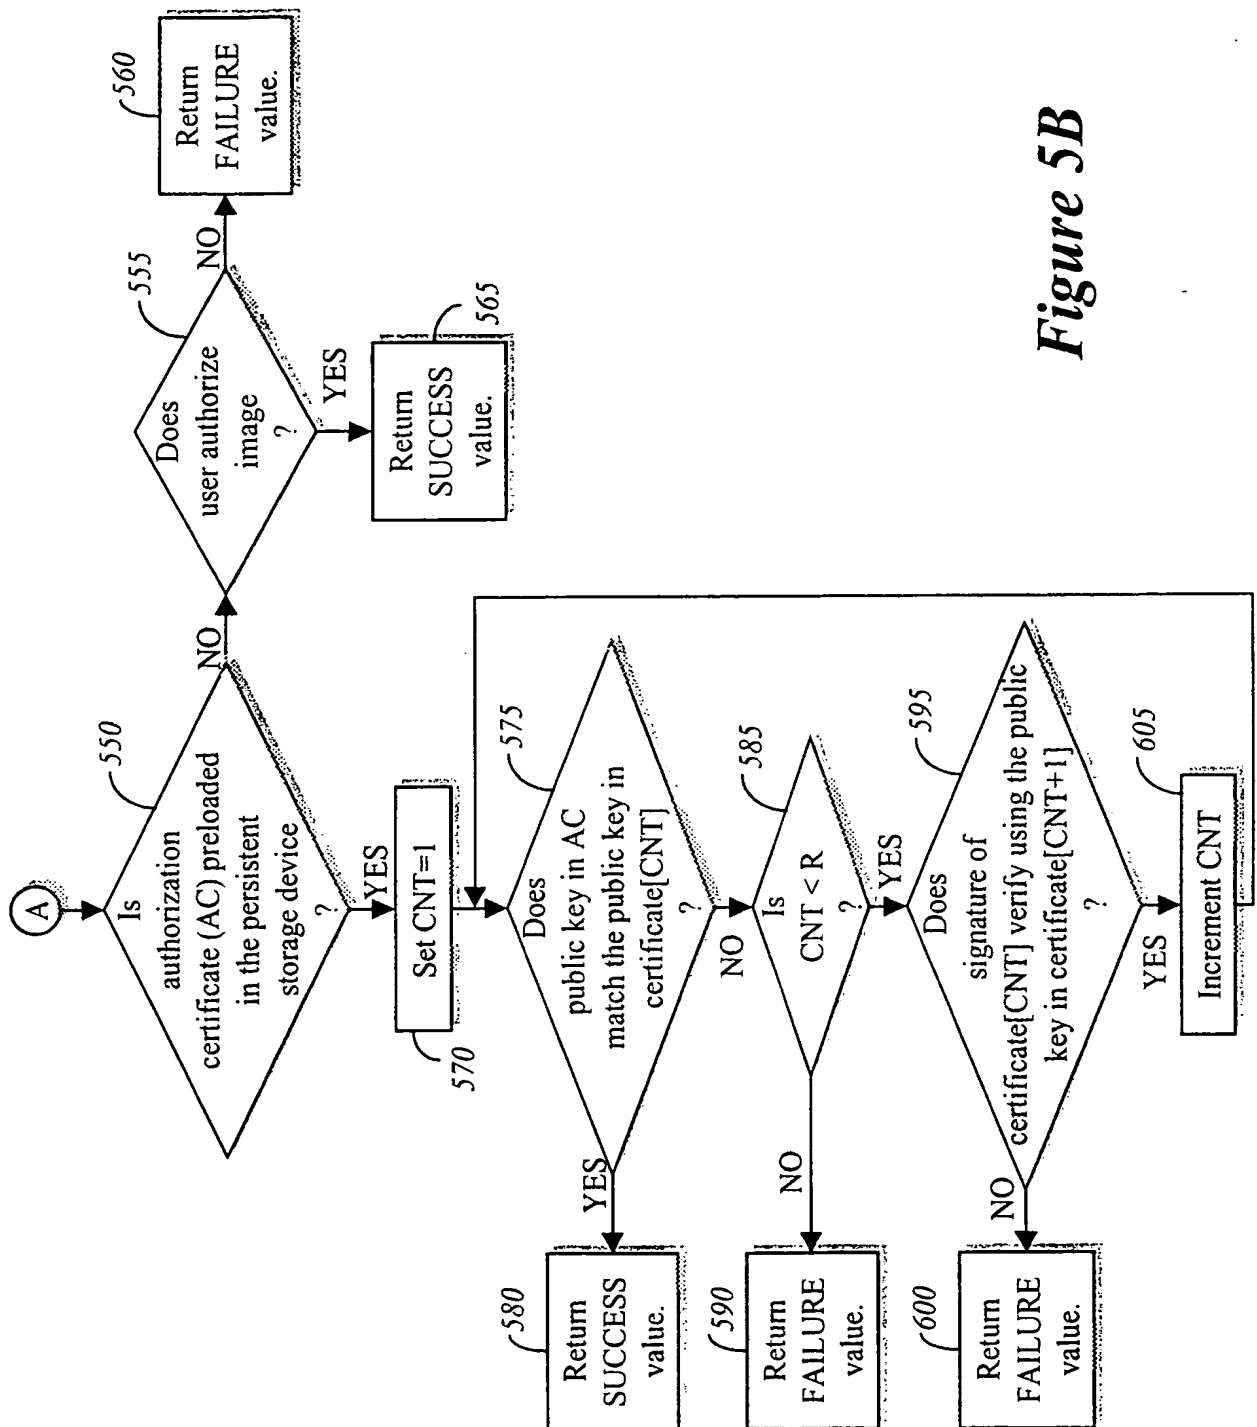 A
550
Is
authorization
certificate (AC) preloaded
in the persistent
storage device
?
NO
YES
555
Does
user authorize
image
?
NO
YES
560
Return
FAILURE
value.
565
Return
SUCCESS
value.
570
Set CNT=1
575
Does
public key in AC
match the public key in
certificate[CNT]
?
YES
NO
580
Return
SUCCESS
value.
585
Is
CNT < R
?
NO
YES
590
Return
FAILURE
value.
595
Does
signature of
certificate[CNT] verify using the public
key in certificate[CNT+1]
?
NO
YES
600
Return
FAILURE
value.
605
Increment CNT
Figure 5B